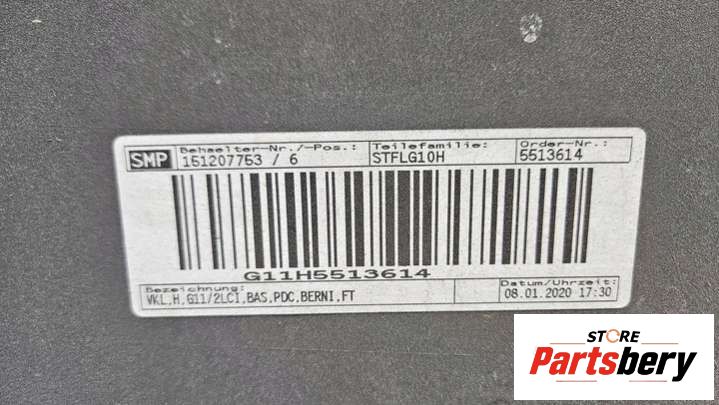 SMP
Behaelter-Nr./-Pos.: Teilefamilie: Order-Nr.:
151207753 / 6 STFLG10H 5513614
G11H5513614
Bezeichnung: Datum/Uhrzeit:
VKL,H,G11/2LCI,BAS,PDC,BERNI,FT 08.01.2020 17:30
STORE
Partsbery